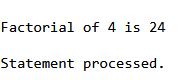 Factorial of 4 is 24
Statement processed.